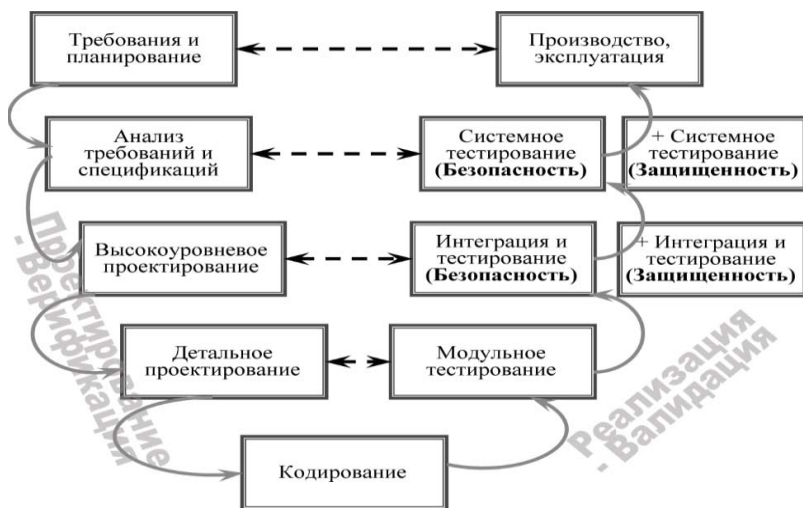 Требования и
планирование
Производство,
эксплуатация
Анализ
требований и
спецификаций
Системное
тестирование
(Безопасность)
+ Системное
тестирование
(Защищенность)
Высокоуровневое
проектирование
Интеграция и
тестирование
(Безопасность)
+ Интеграция и
тестирование
(Защищенность)
Детальное
проектирование
Модульное
тестирование
Кодирование
Проектирвдание
- Верификация
Реализация
- Валидация